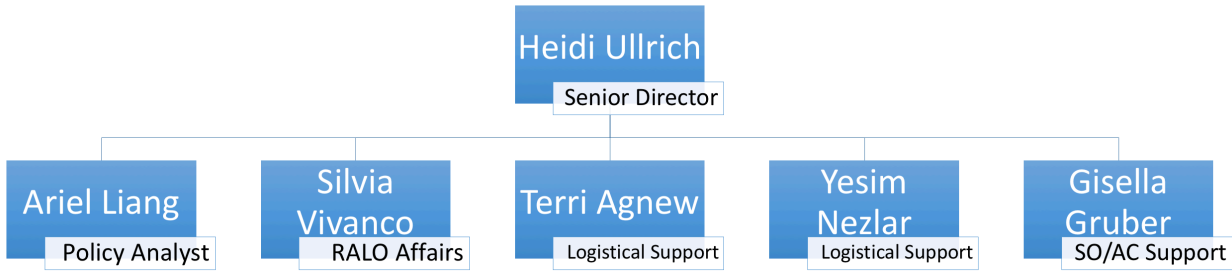 Heidi Ullrich
Senior Director
Ariel Liang
Policy Analyst
Silvia
Vivanco
RALO Affairs
Terri Agnew
Logistical Support
Yesim
Nezlar
Logistical Support
Gisella
Gruber
SO/AC Support